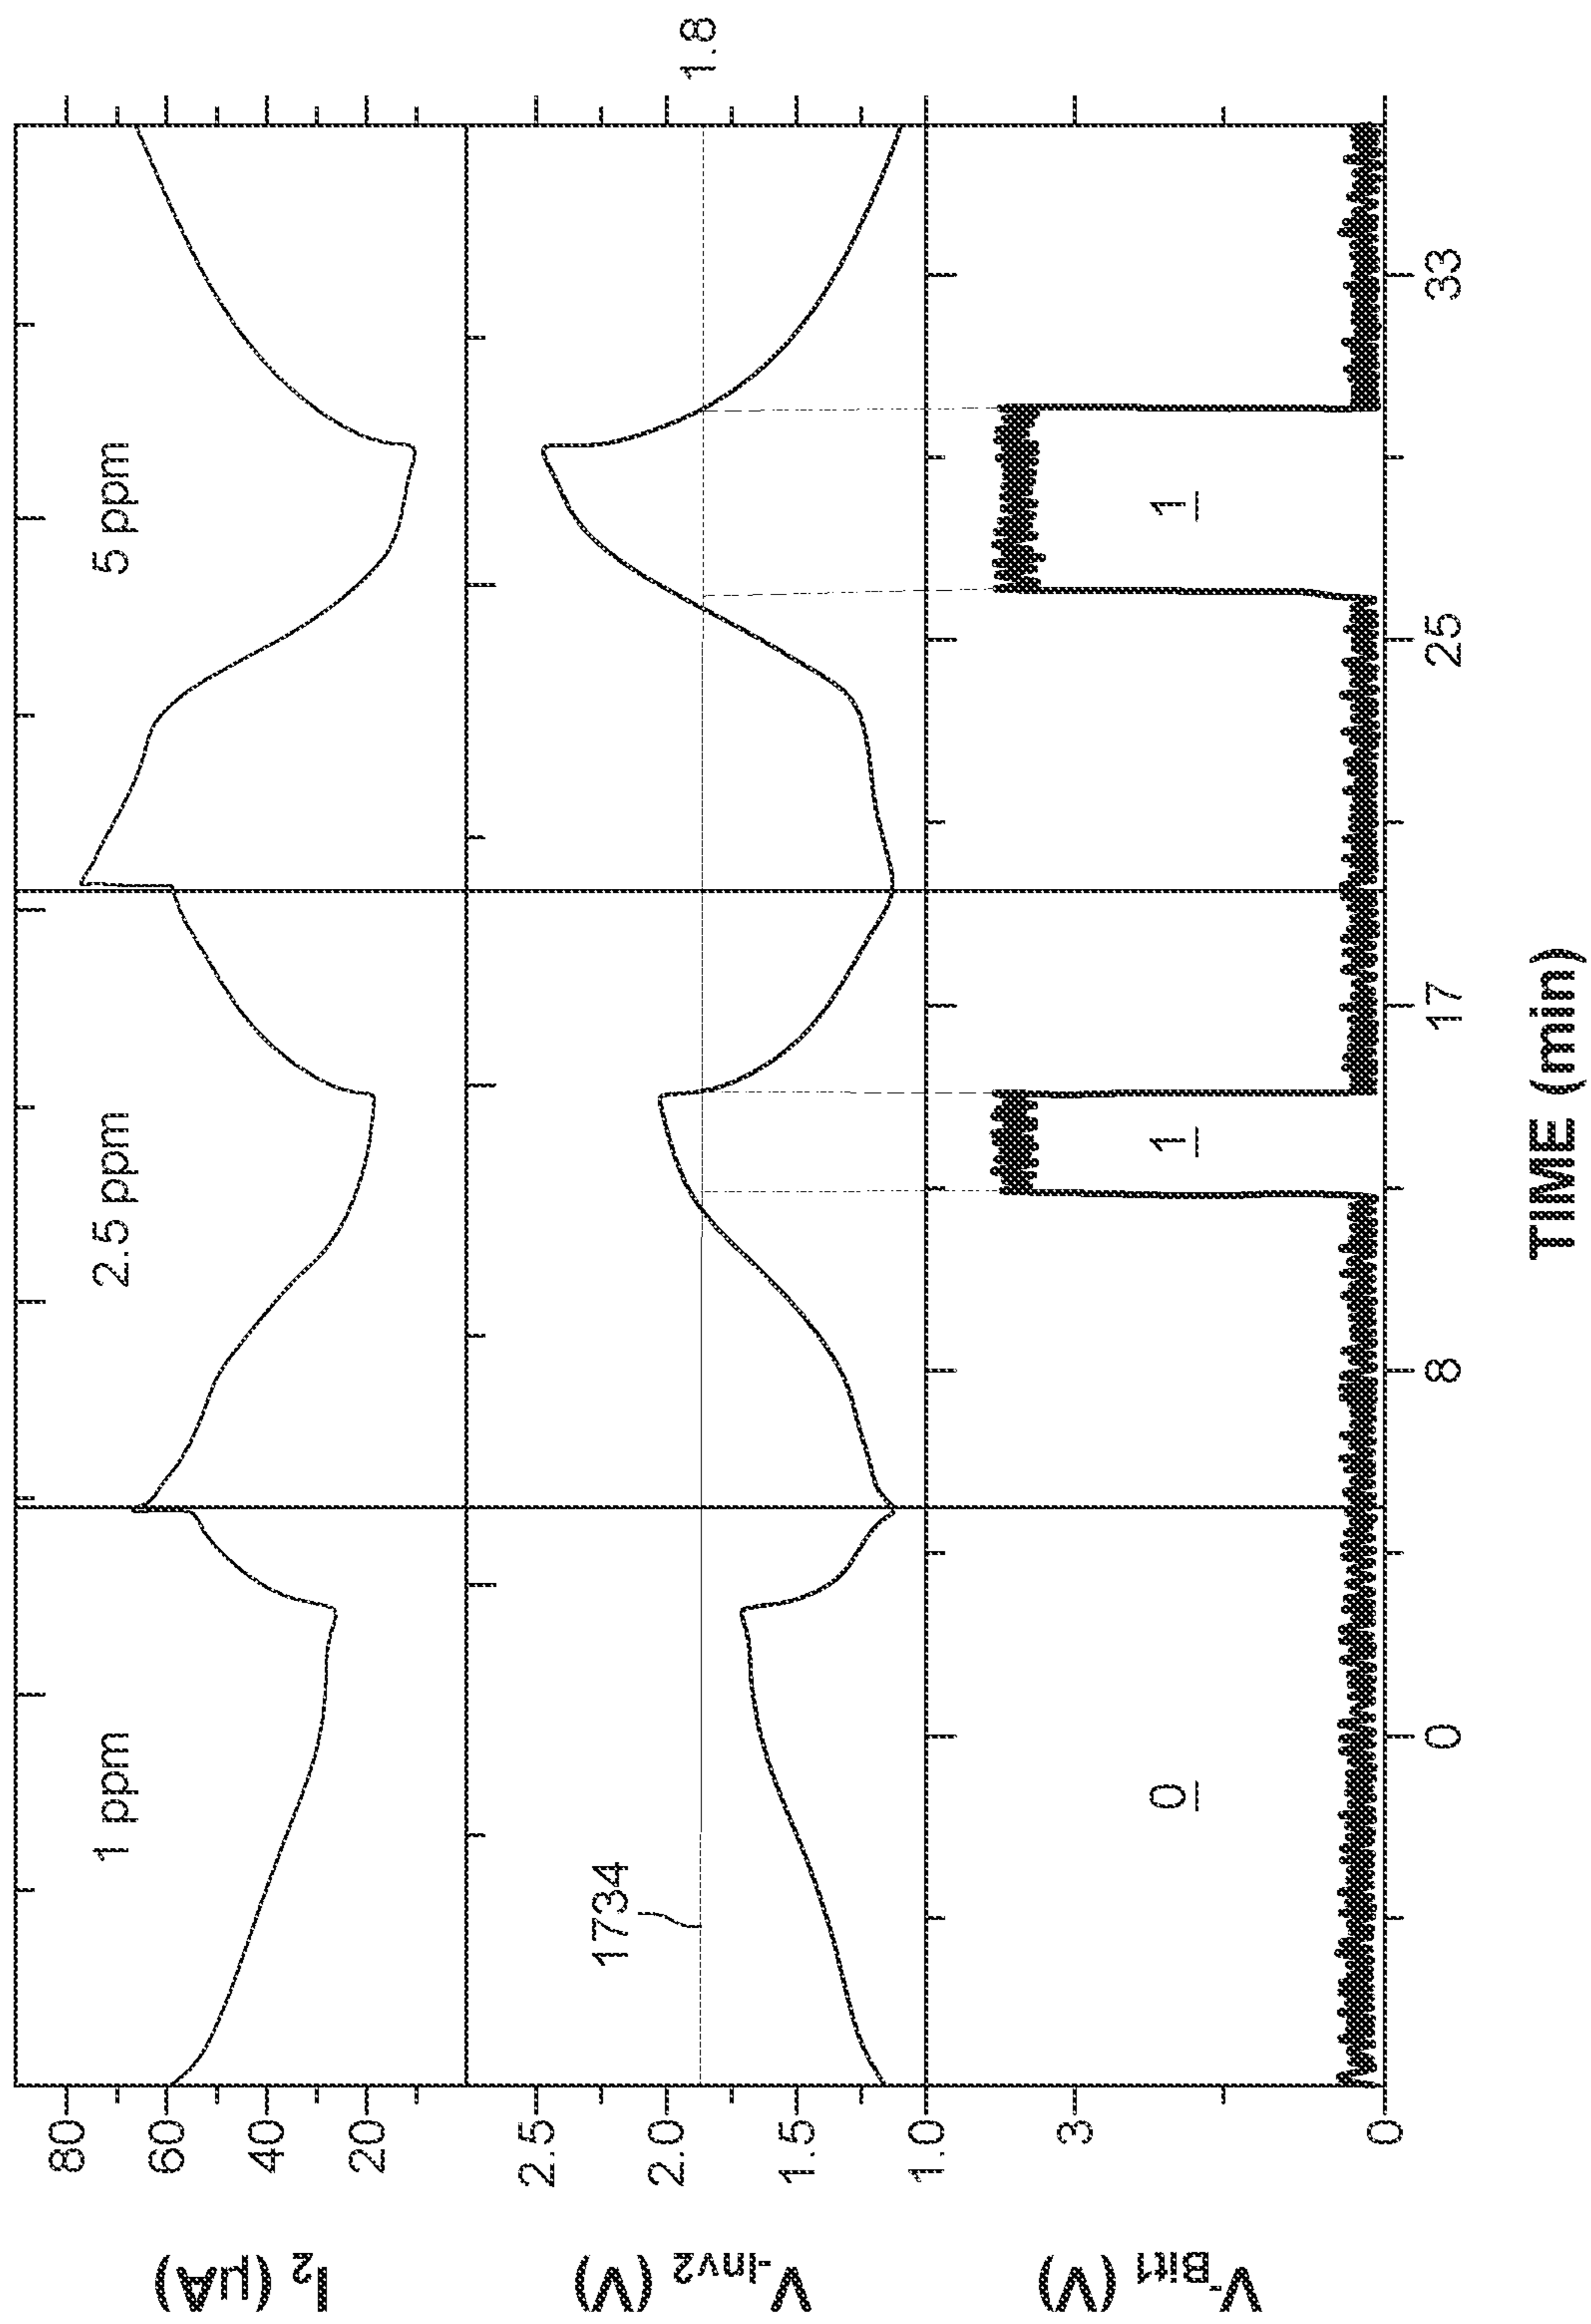 1 ppm
2.5 ppm
5 ppm
I₂ (μA)
80
60
40
20
V-Inv2 (V)
2.5
2.0
1.5
1.0
1734
1.8
V-Bit1 (V)
3
0
0
1
1
0
8
17
25
33
TIME (min)